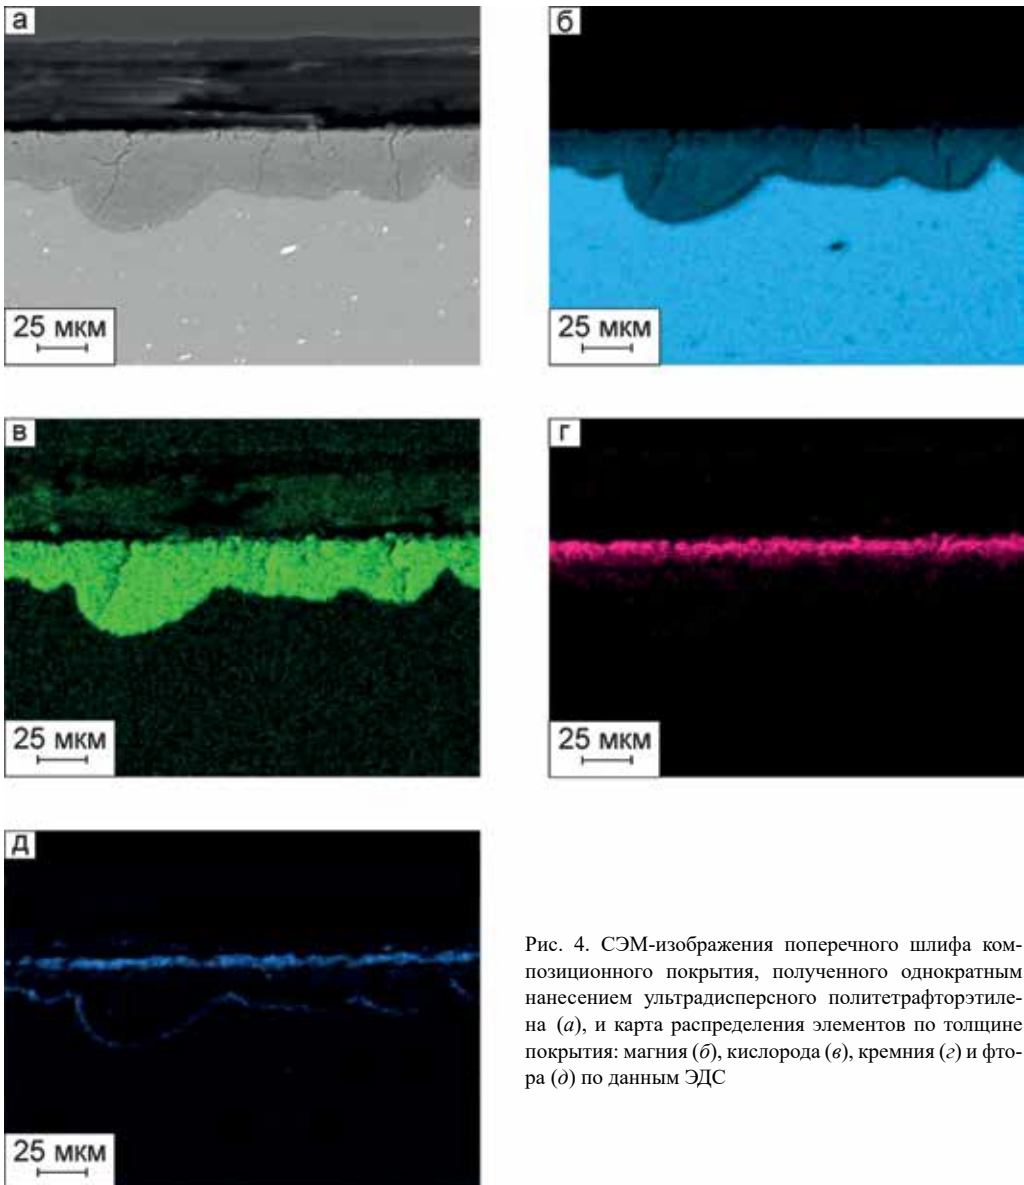 а
б
25 мкм
25 мкм
в
г
25 мкм
25 мкм
д
25 мкм
Рис. 4. СЭМ-изображения поперечного шлифа ком-
позиционного покрытия, полученного однократным
нанесением ультрадисперсного политетрафторэтиле-
на (а), и карта распределения элементов по толщине
покрытия: магния (б), кислорода (в), кремния (г) и фто-
ра (д) по данным ЭДС